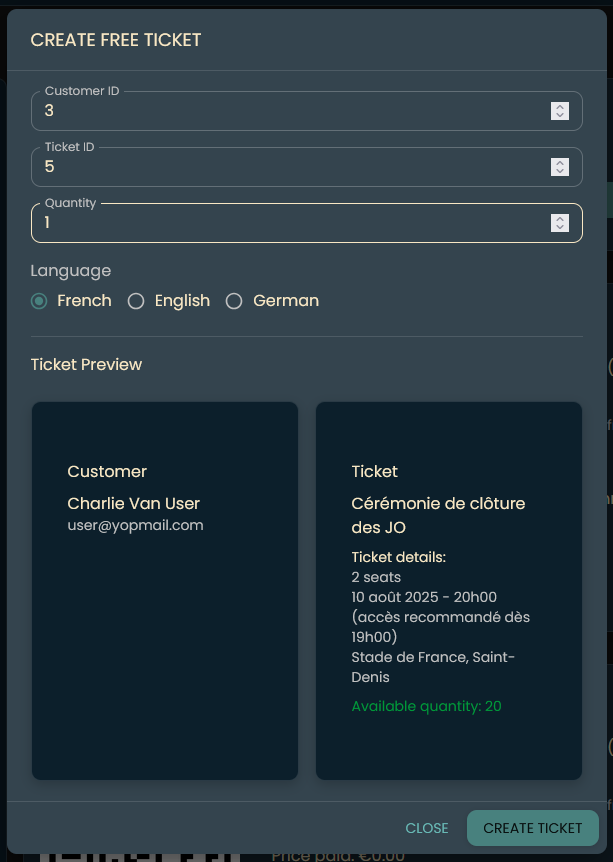 CREATE FREE TICKET
Customer ID
3
Ticket ID
5
Quantity
1
Language
French English German
Ticket Preview
Customer
Charlie Van User
user@yopmail.com
Ticket
Cérémonie de clôture
des JO
Ticket details:
2 seats
10 août 2025 - 20h00
(accès recommandé dès
19h00)
Stade de France, Saint-
Denis
Available quantity: 20
CLOSE CREATE TICKET
Price paid: €0.00